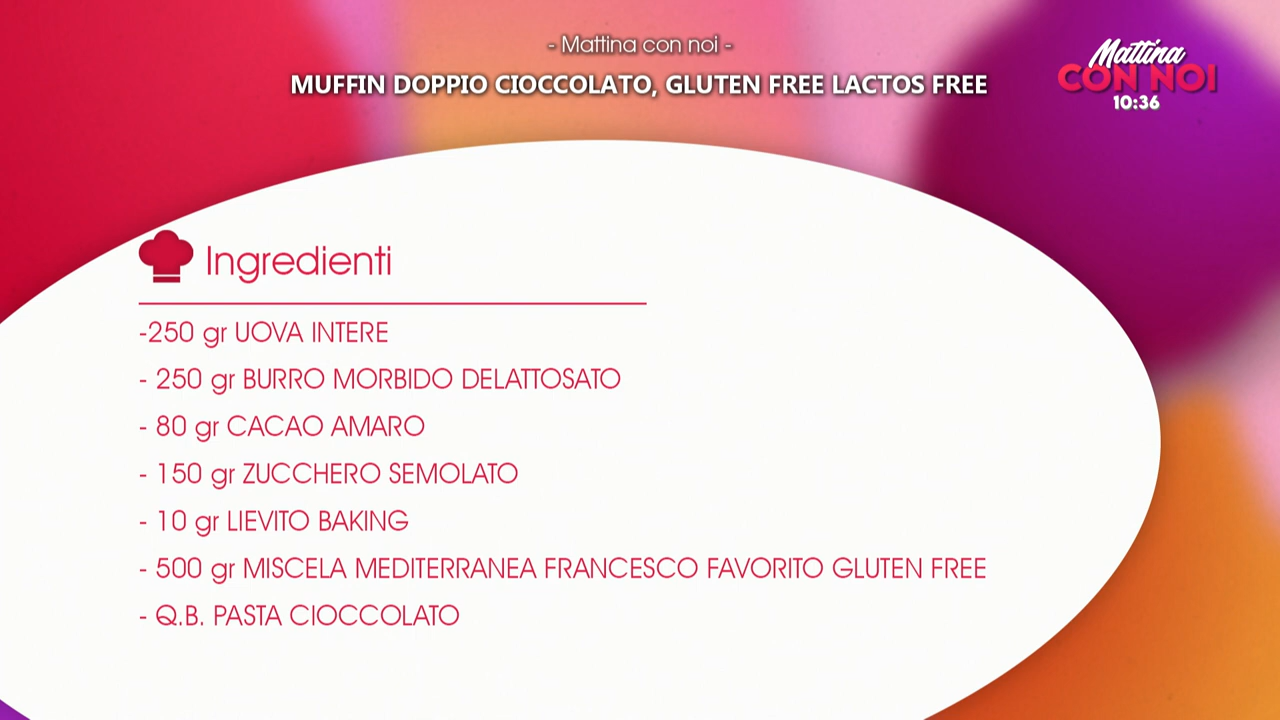 - Mattina con noi -
MUFFIN DOPPIO CIOCCOLATO, GLUTEN FREE LACTOS FREE
Mattina
CON NOI
10:36
Ingredienti
-250 gr UOVA INTERE
- 250 gr BURRO MORBIDO DELATTOSATO
- 80 gr CACAO AMARO
- 150 gr ZUCCHERO SEMOLATO
- 10 gr LIEVITO BAKING
- 500 gr MISCELA MEDITERRANEA FRANCESCO FAVORITO GLUTEN FREE
- Q.B. PASTA CIOCCOLATO